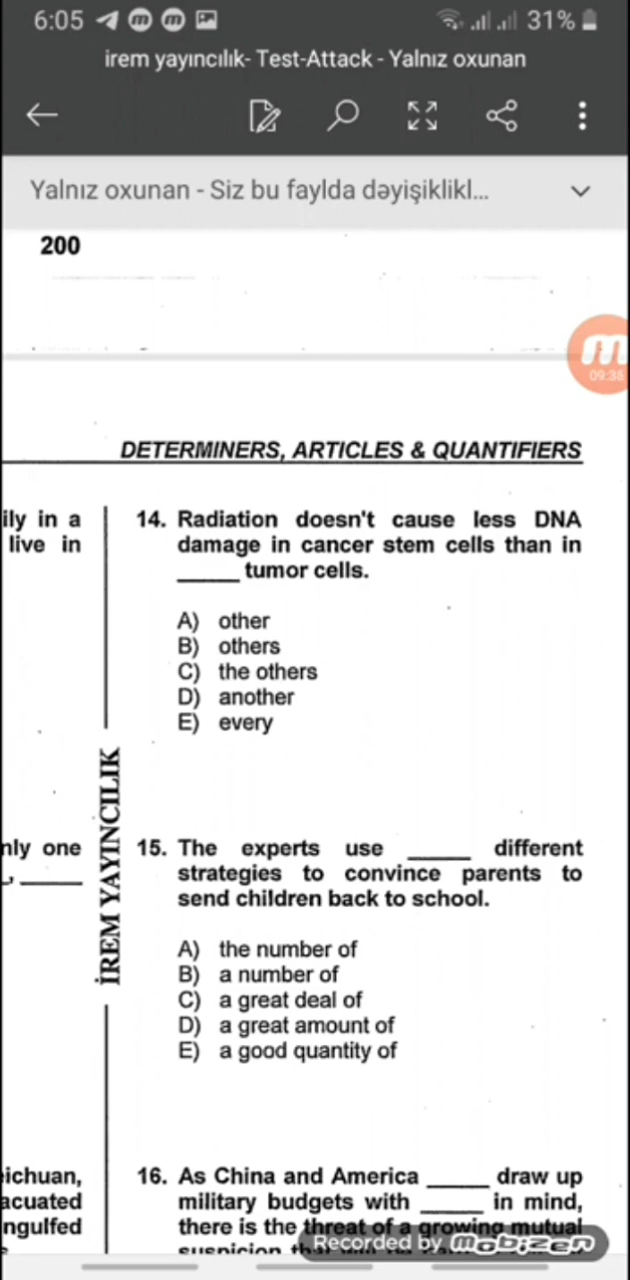 6:05
31%
irem yayıncılık- Test-Attack - Yalnız oxunan
Yalnız oxunan - Siz bu faylda dəyişiklikl...
200
m
09:38
DETERMINERS, ARTICLES & QUANTIFIERS
ily in a
live in
14. Radiation doesn't cause less DNA
damage in cancer stem cells than in
_____ tumor cells.
A) other
B) others
C) the others
D) another
E) every
İREM YAYINCILIK
nly one
_, _____
15. The experts use _____ different
strategies to convince parents to
send children back to school.
A) the number of
B) a number of
C) a great deal of
D) a great amount of
E) a good quantity of
eichuan,
acuated
ngulfed
16. As China and America _____ draw up
military budgets with _____ in mind,
there is the threat of a growing mutual
suspicion
Recorded by mobizen